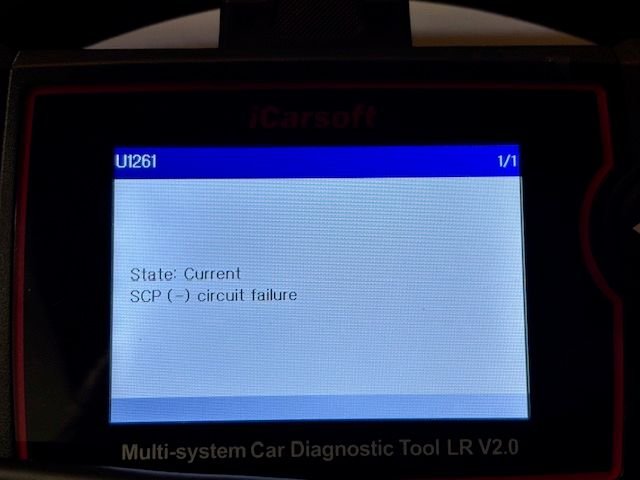 iCarsoft
U1261 1/1
State: Current
SCP (-) circuit failure
Multi-system Car Diagnostic Tool LR V2.0